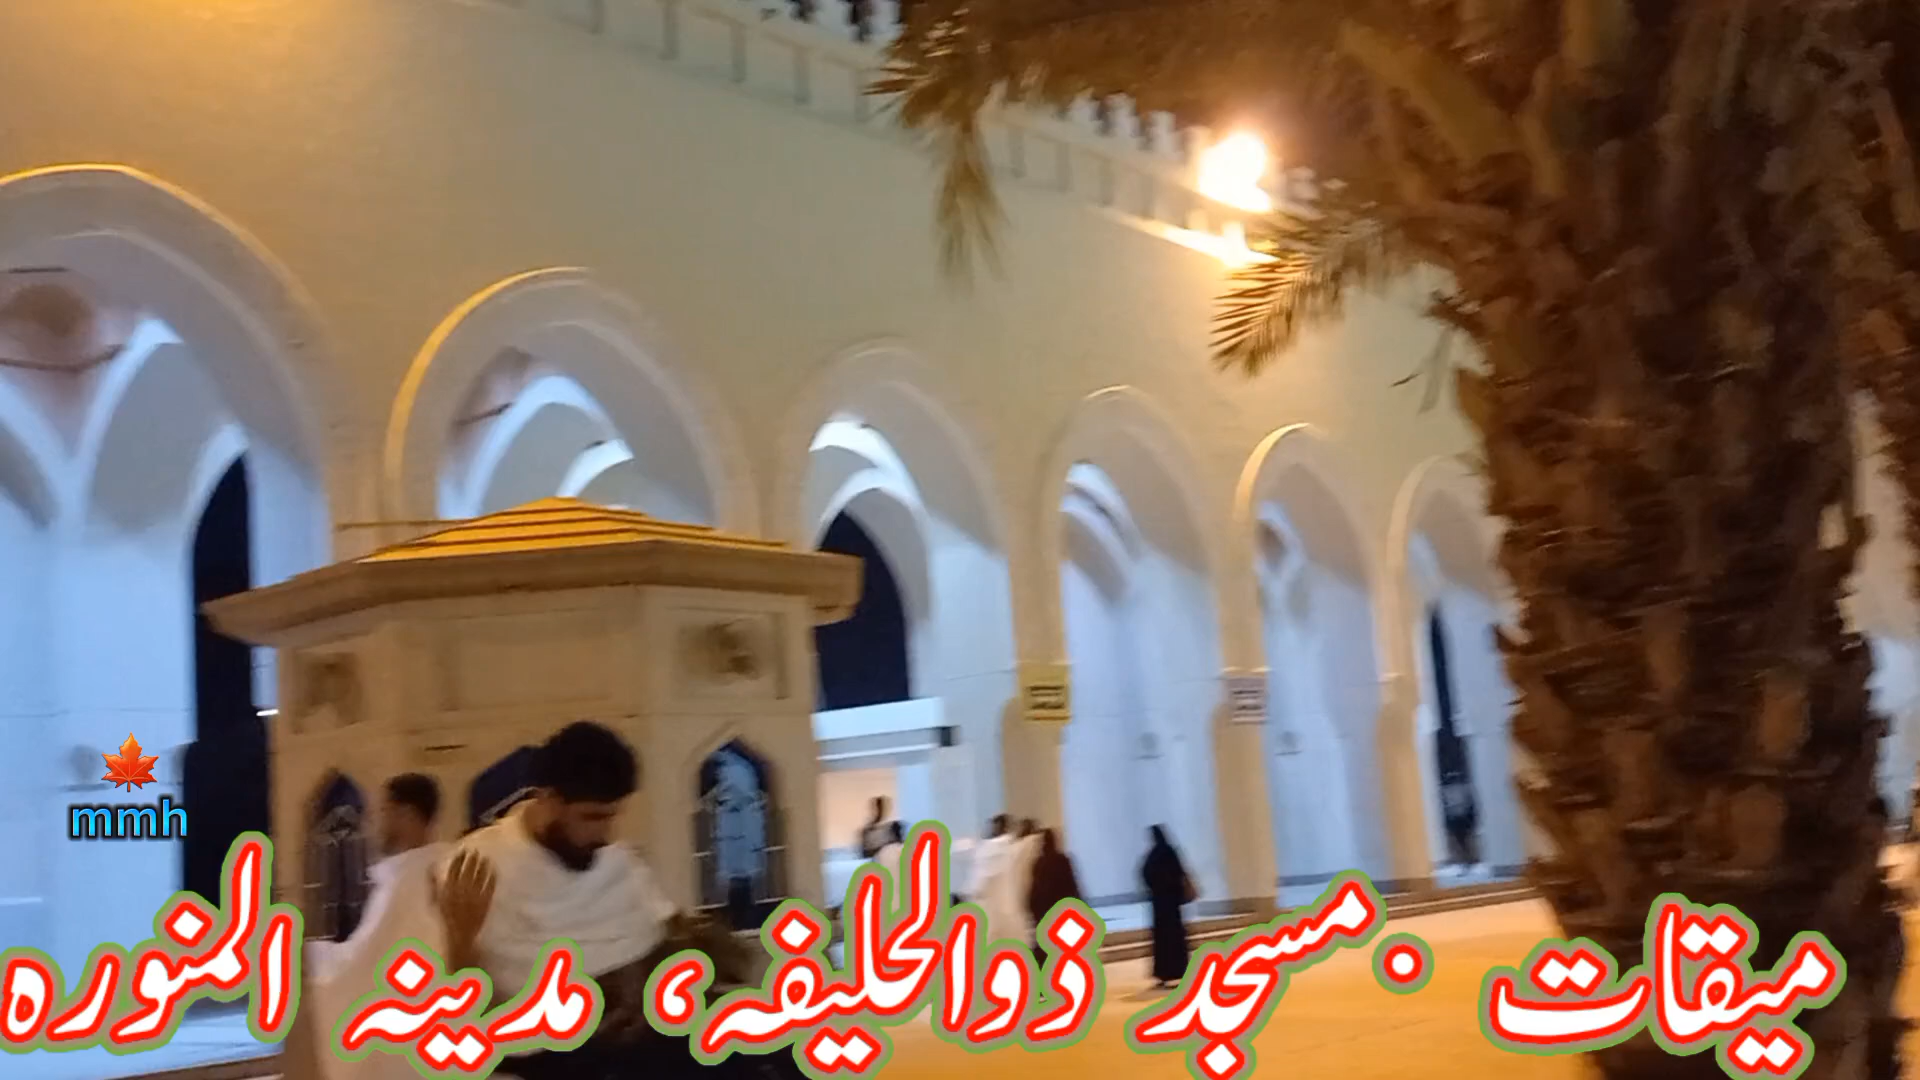 mmh
میقات . مسجد ذوالحلیفہ، مدینہ المنورہ